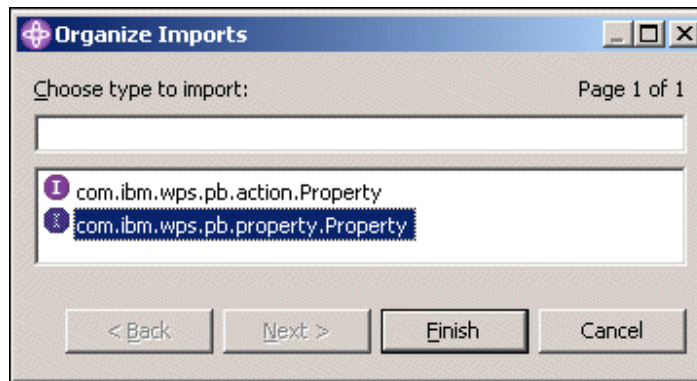 Organize Imports
Choose type to import: Page 1 of 1
I com.ibm.wps.pb.action.Property
com.ibm.wps.pb.property.Property
< Back Next > Finish Cancel